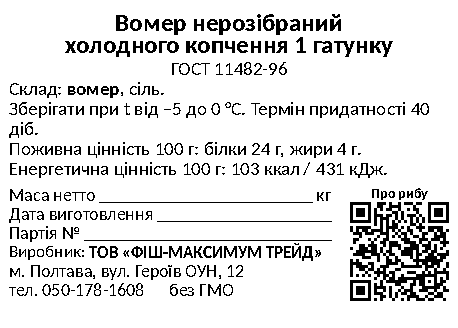 Вомер нерозібраний
холодного копчення 1 гатунку
ГОСТ 11482-96
Склад: вомер, сіль.
Зберігати при t від –5 до 0 °С. Термін придатності 40
діб.
Поживна цінність 100 г: білки 24 г, жири 4 г.
Енергетична цінність 100 г: 103 ккал / 431 кДж.
Маса нетто ________________________ кг
Дата виготовлення ___________________
Партія № ___________________________
Про рибу
Виробник: ТОВ «ФІШ-МАКСИМУМ ТРЕЙД»
м. Полтава, вул. Героїв ОУН, 12
тел. 050-178-1608 без ГМО